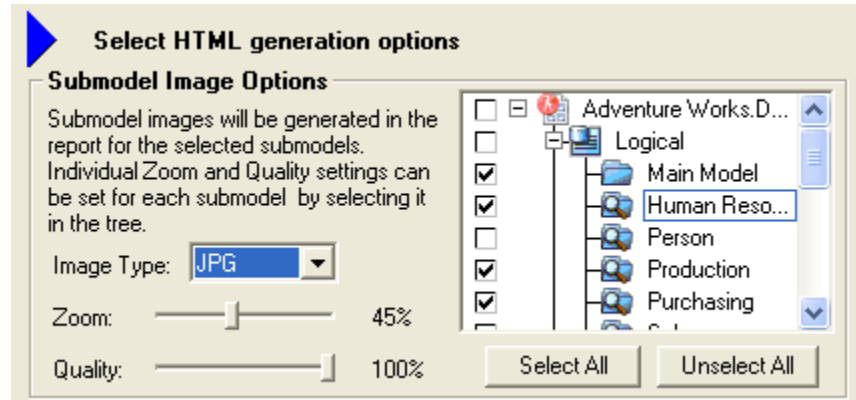 Select HTML generation options
Submodel Image Options
Submodel images will be generated in the
report for the selected submodels.
Individual Zoom and Quality settings can
be set for each submodel by selecting it
in the tree.
Image Type: JPG
Zoom: 45%
Quality: 100%
Adventure Works.D...
Logical
Main Model
Human Reso...
Person
Production
Purchasing
Select All Unselect All